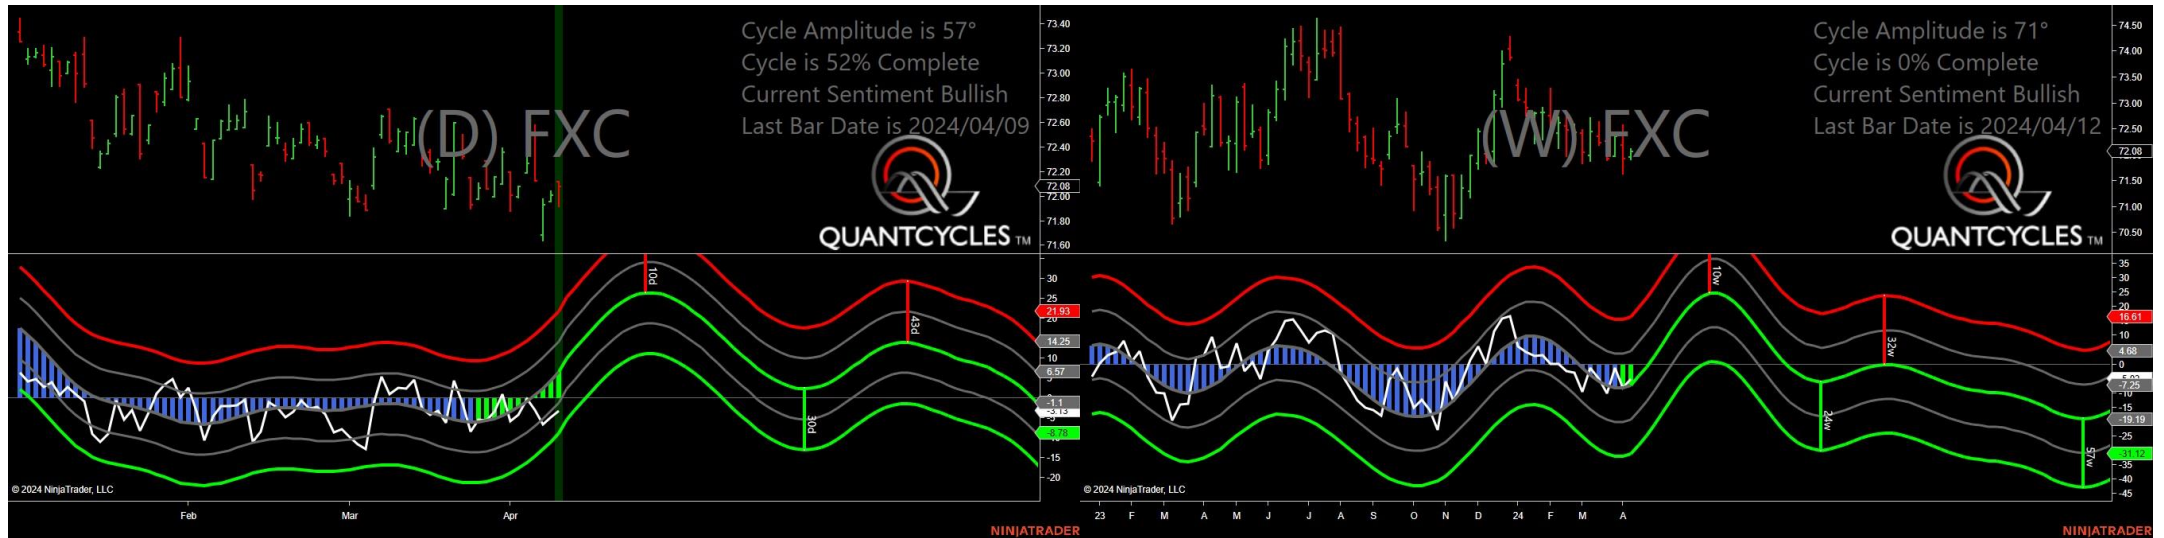 Cycle Amplitude is 57°
Cycle is 52% Complete
Current Sentiment Bullish
Last Bar Date is 2024/04/09
(D) FXC
QUANTCYCLES TM
73.40
73.20
73.00
72.80
72.60
72.40
72.20
72.08
72.00
71.80
71.60
10d
30d
43d
30
25
21.93
20
14.25
10
6.57
-1.1
-3.13
-8.78
-15
-20
© 2024 NinjaTrader, LLC
Feb
Mar
Apr
NINJATRADER
Cycle Amplitude is 71°
Cycle is 0% Complete
Current Sentiment Bullish
Last Bar Date is 2024/04/12
(W) FXC
QUANTCYCLES TM
74.50
74.00
73.50
73.00
72.50
72.08
71.50
71.00
70.50
10w
24w
32w
57w
35
30
25
20
16.61
10
4.68
0
-7.25
-10
-15
-19.19
-25
-31.12
-35
-40
-45
© 2024 NinjaTrader, LLC
23
F
M
A
M
J
J
A
S
O
N
D
24
F
M
A
NINJATRADER